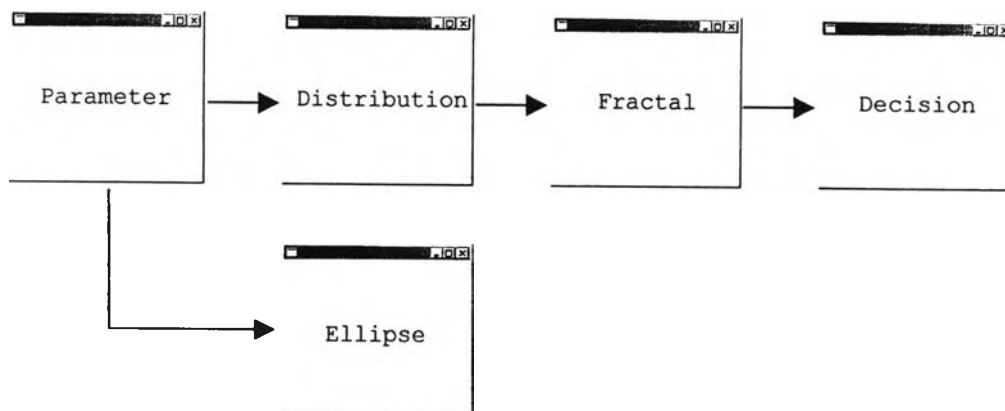 Parameter
Distribution
Fractal
Decision
Ellipse